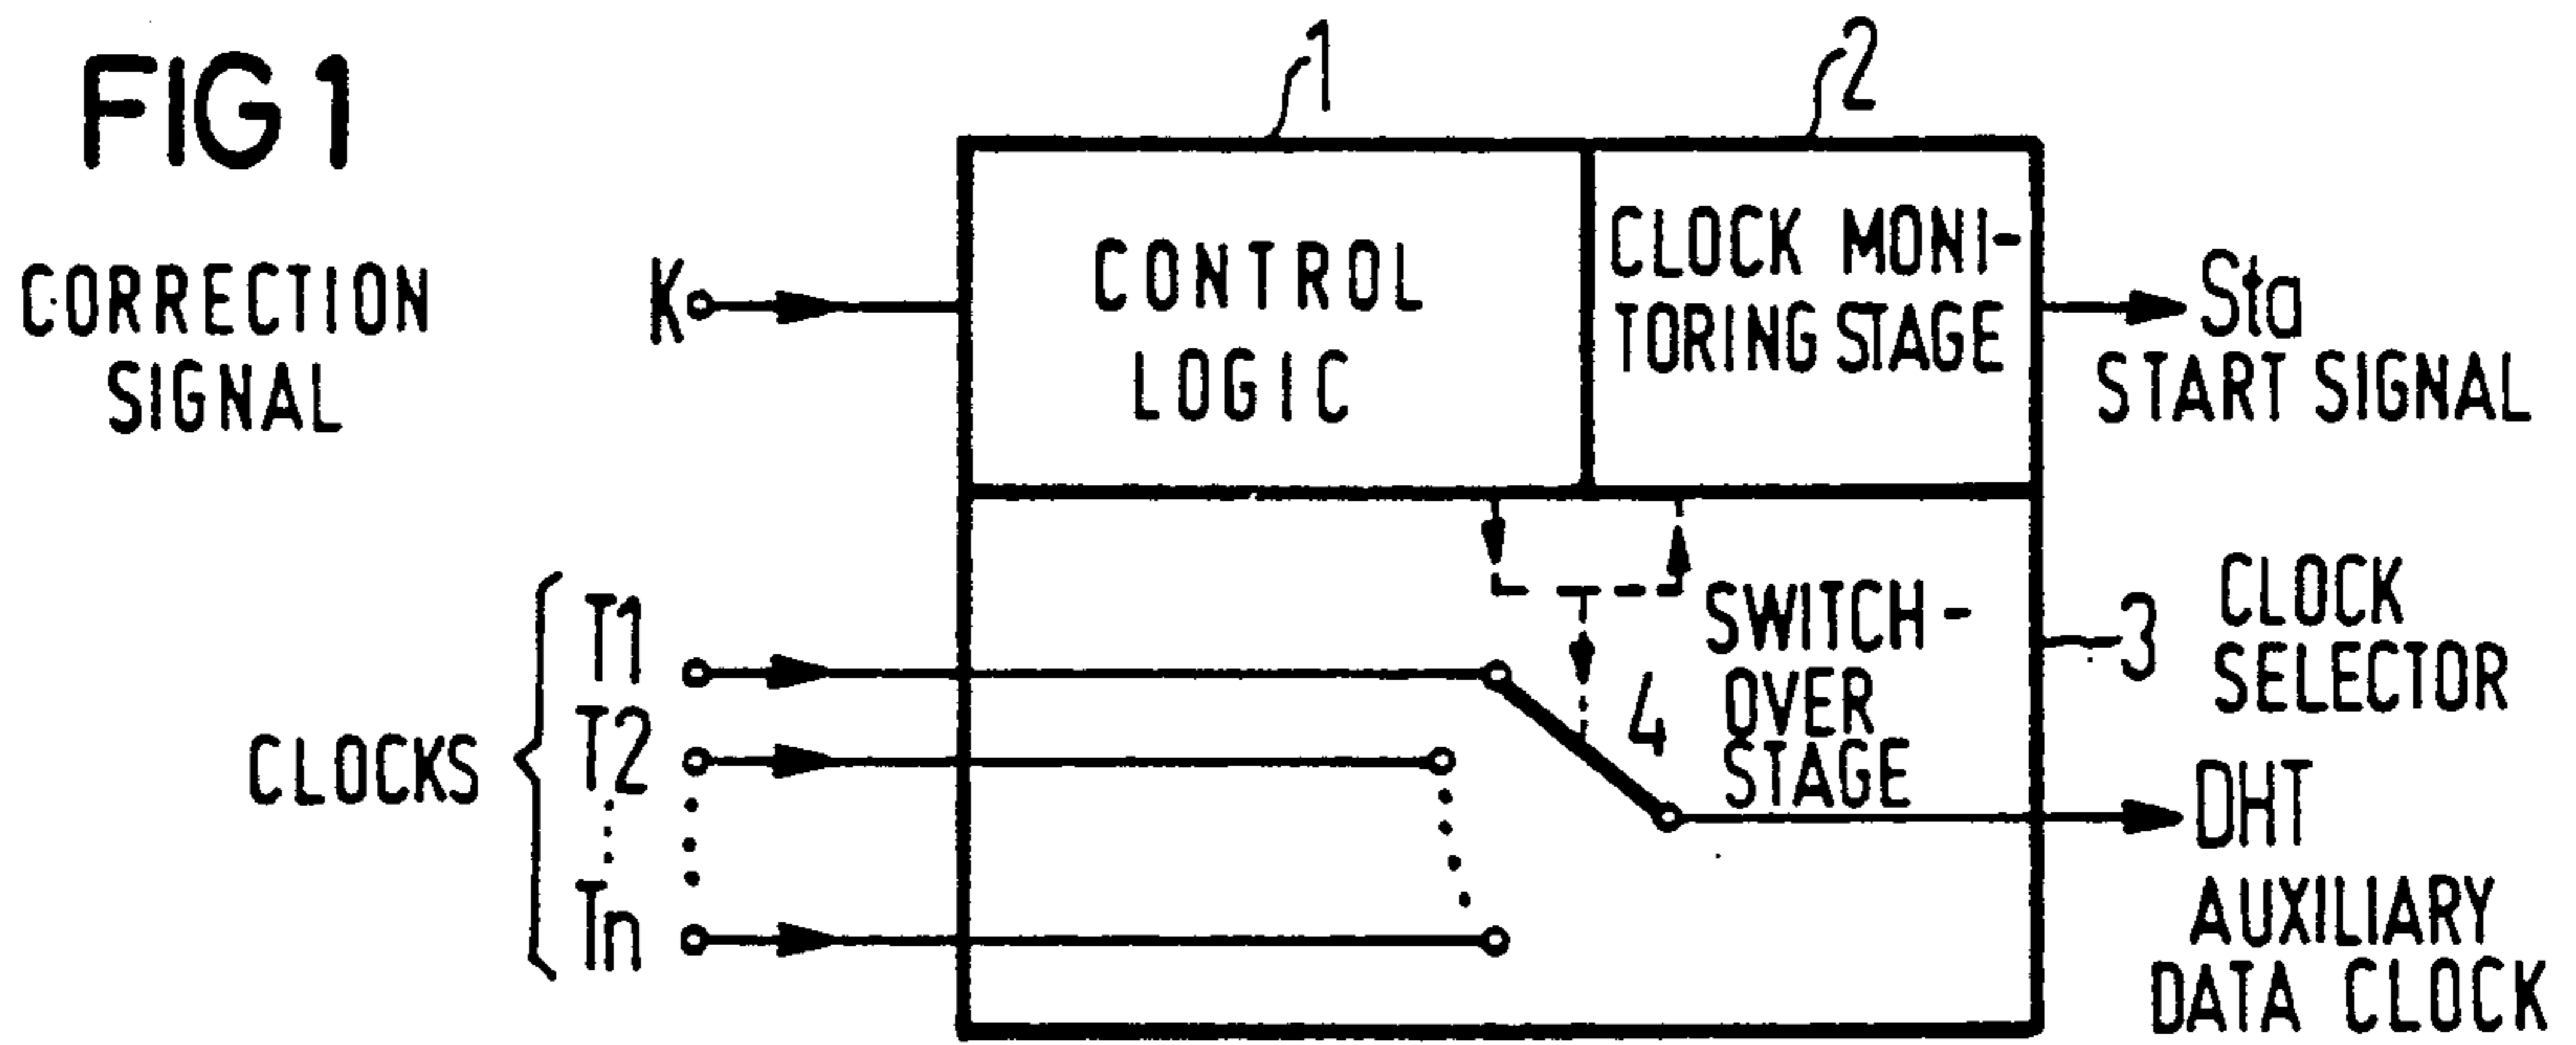 FIG 1
1
2
CORRECTION
SIGNAL
K
CONTROL
LOGIC
CLOCK MONI-
TORING STAGE
Sta
START SIGNAL
CLOCKS
T1
T2
Tn
4
SWITCH-
OVER
STAGE
3
CLOCK
SELECTOR
DHT
AUXILIARY
DATA CLOCK